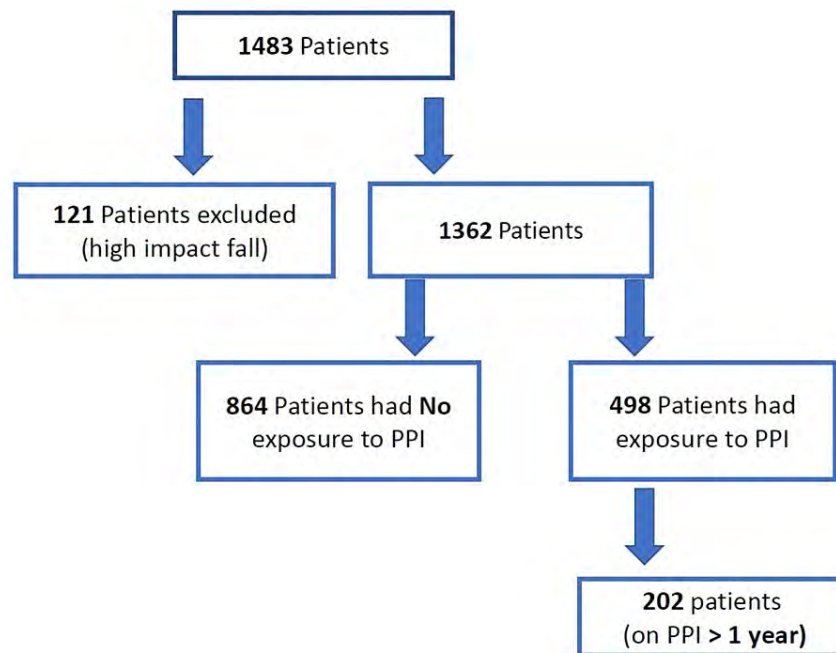 1483 Patients
121 Patients excluded
(high impact fall)
1362 Patients
864 Patients had No
exposure to PPI
498 Patients had
exposure to PPI
202 patients
(on PPI > 1 year)